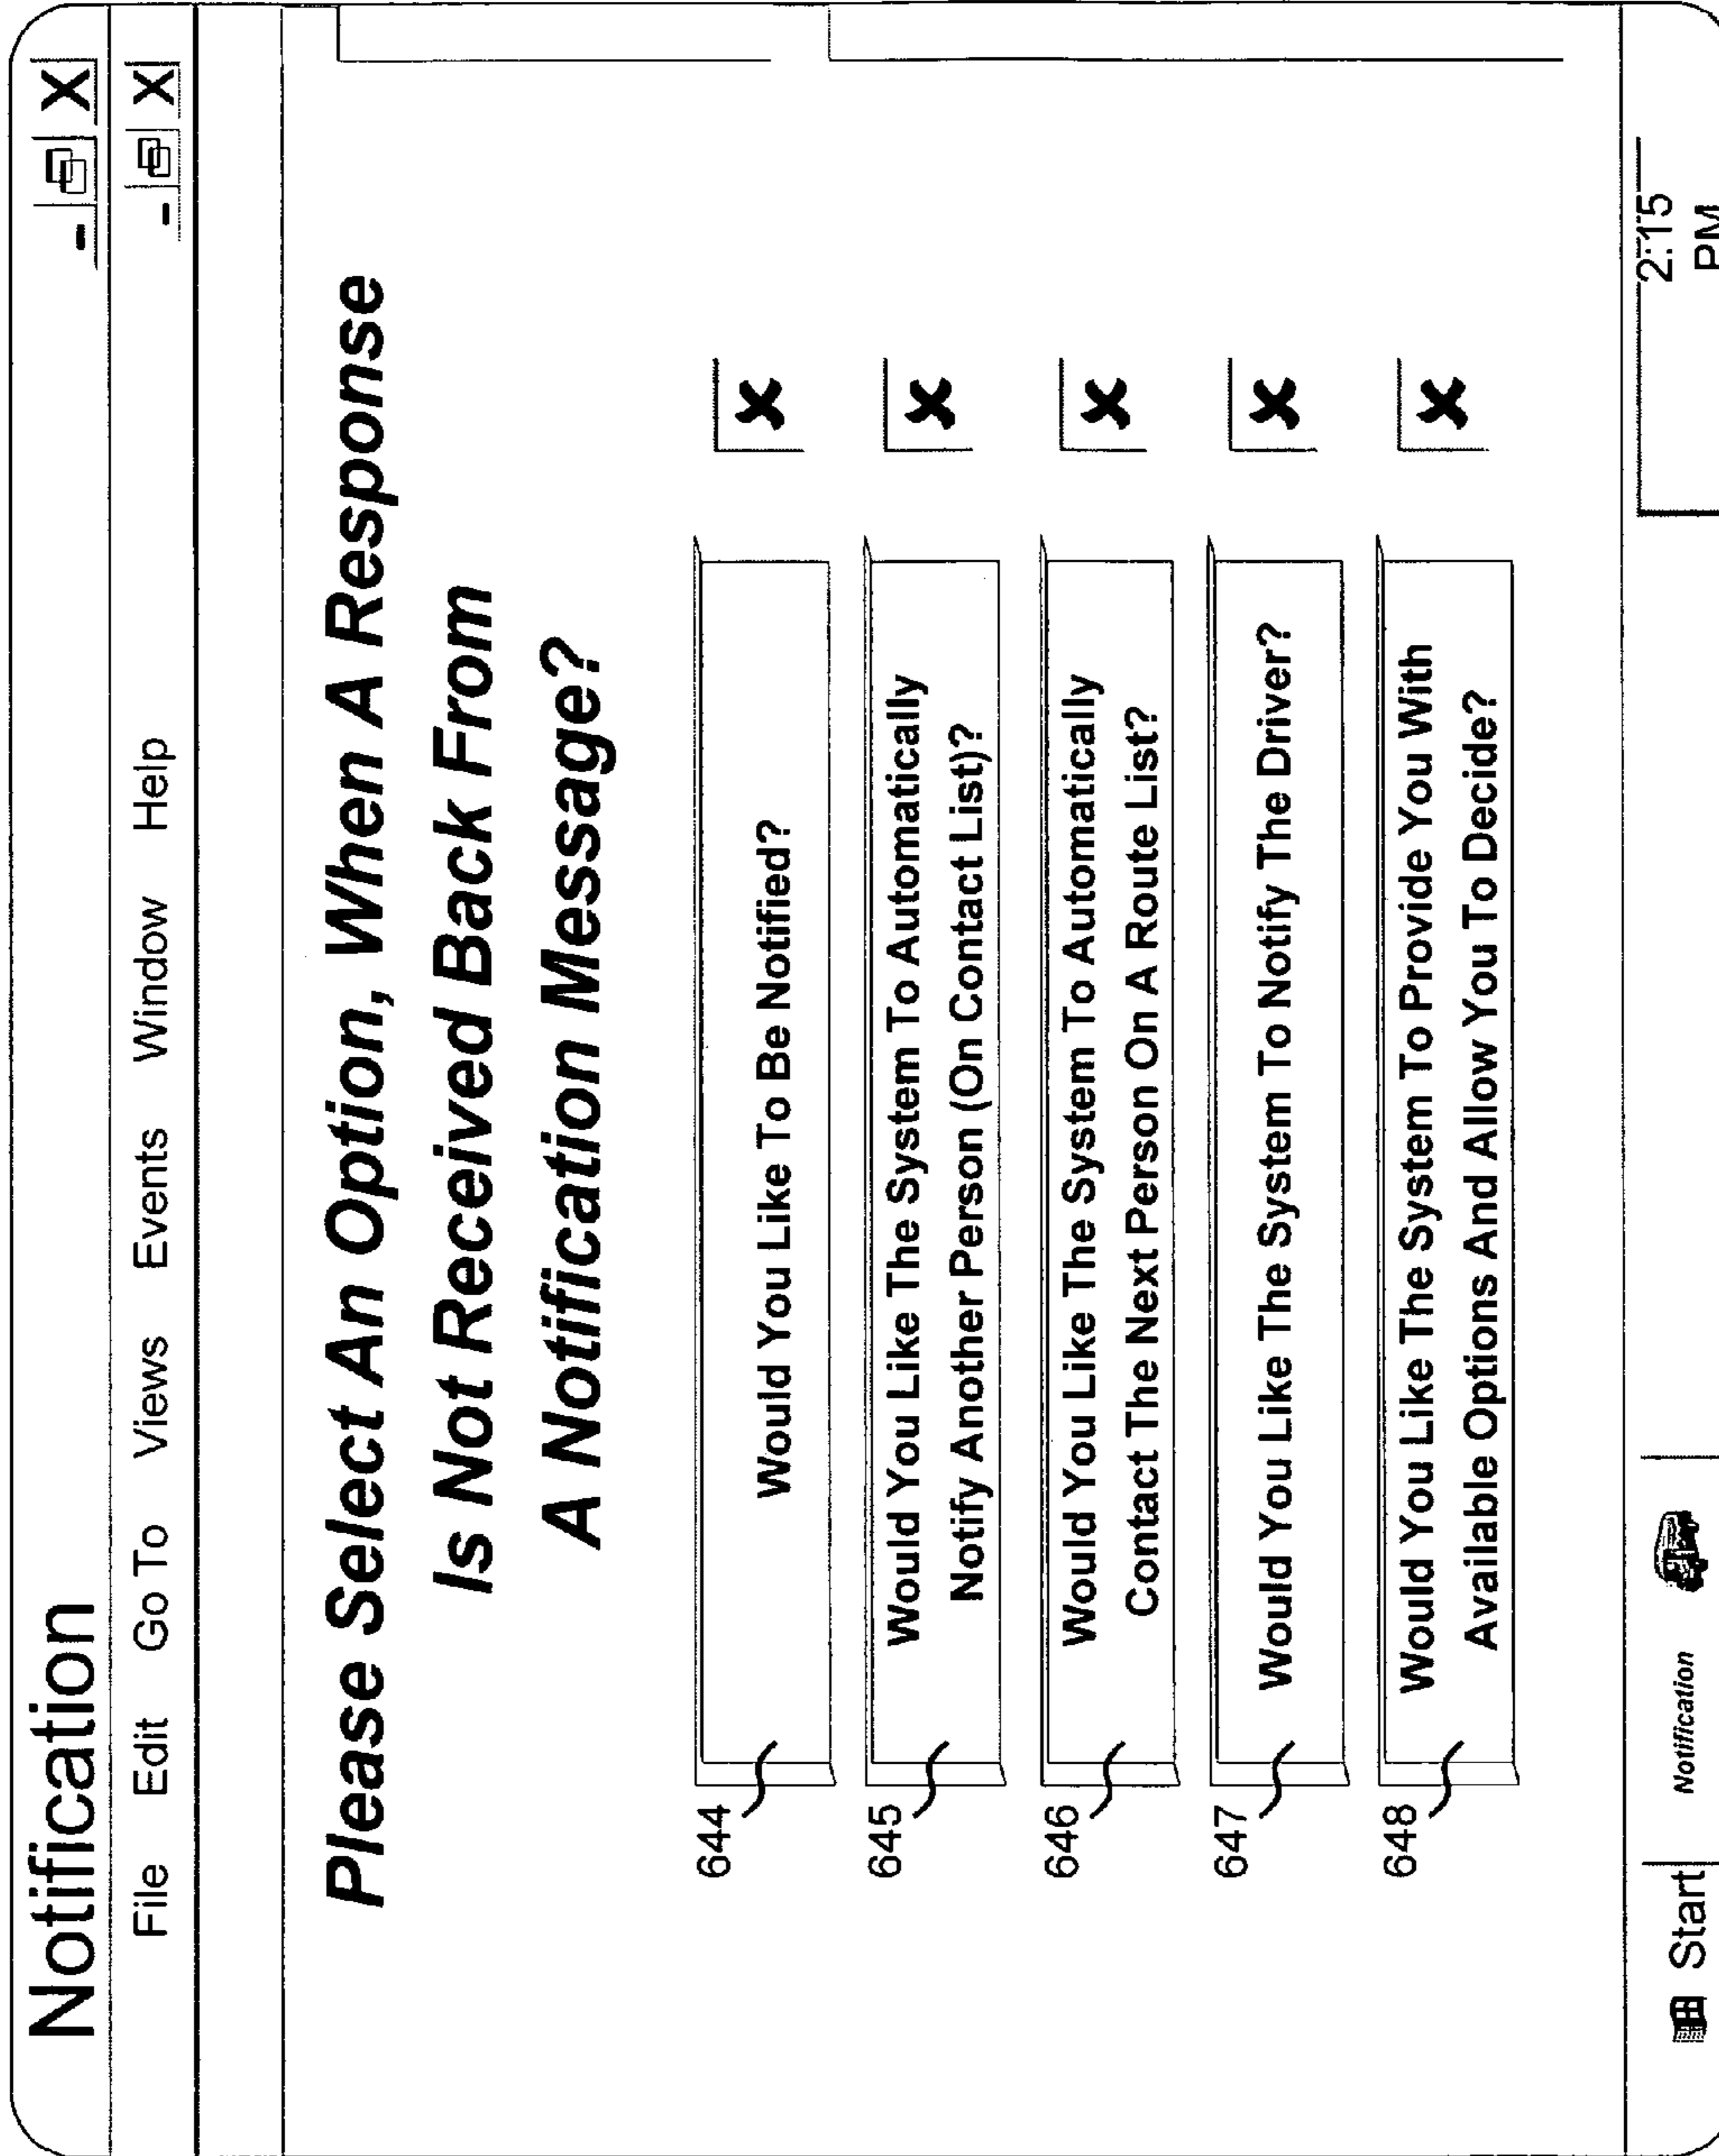 Notification
File Edit Go To Views Events Window Help
Please Select An Option, When A Response
Is Not Received Back From
A Notification Message?
644 Would You Like To Be Notified?
645 Would You Like The System To Automatically
Notify Another Person (On Contact List)?
646 Would You Like The System To Automatically
Contact The Next Person On A Route List?
647 Would You Like The System To Notify The Driver?
648 Would You Like The System To Provide You With
Available Options And Allow You To Decide?
Start Notification 2:15
PM